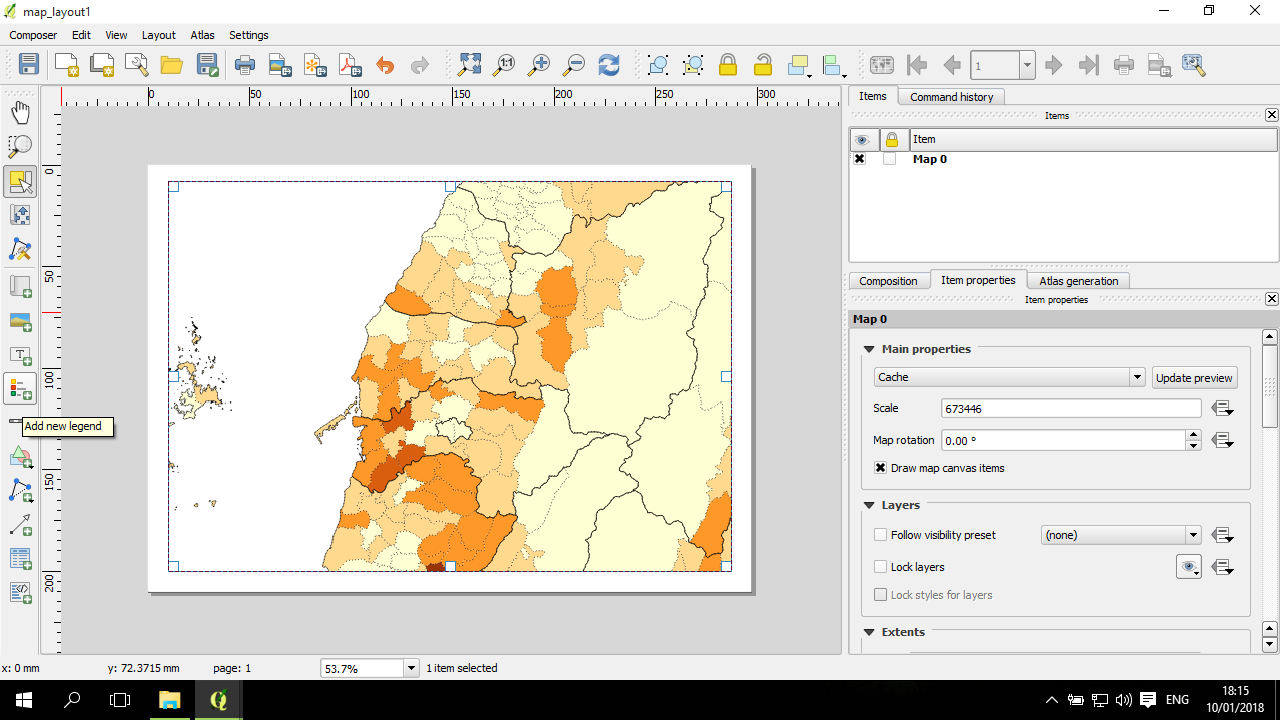 map_layout1
Composer Edit View Layout Atlas Settings
1:1
1
0 50 100 150 200 250 300
0
50
100
150
200
T
Add new legend
Items Command history
Items
Item
Map 0
Composition Item properties Atlas generation
Item properties
Map 0
Main properties
Cache Update preview
Scale 673446
Map rotation 0.00 °
Draw map canvas items
Layers
Follow visibility preset (none)
Lock layers
Lock styles for layers
Extents
x: 0 mm y: 72.3715 mm page: 1 53.7% 1 item selected
ENG
18:15
10/01/2018